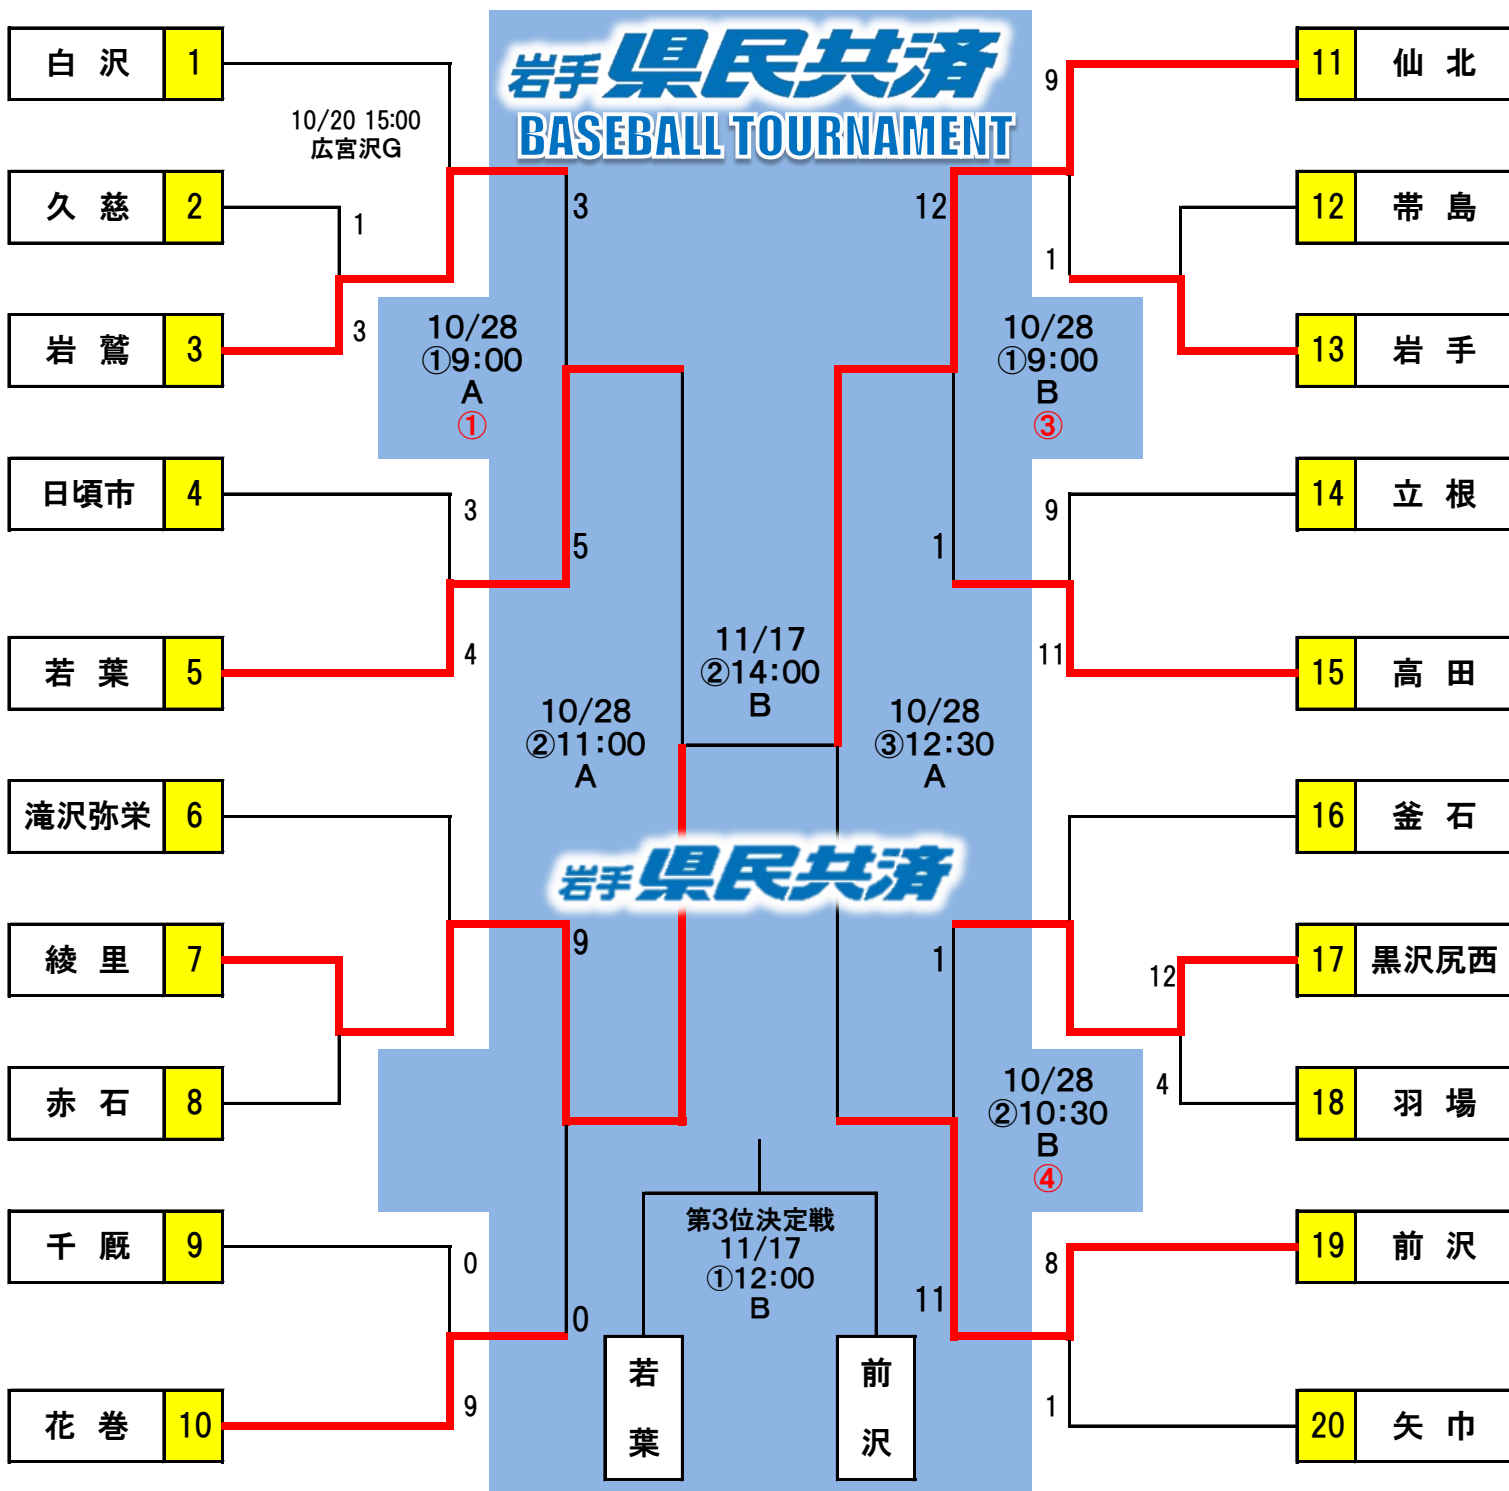 岩手県民共済
BASEBALL TOURNAMENT
白沢 1
10/20 15:00
広宮沢G
久慈 2
1
岩鷲 3
3
3
10/28
①9:00
A
①
日頃市 4
3
5
若葉 5
4
10/28
②11:00
A
滝沢弥栄 6
綾里 7
9
赤石 8
千厩 9
0
0
花巻 10
9
11/17
②14:00
B
岩手県民共済
第3位決定戦
11/17
①12:00
B
若葉
前沢
11 仙北
9
12
12 帯島
1
13 岩手
10/28
①9:00
B
③
14 立根
9
1
15 高田
11
10/28
③12:30
A
16 釜石
17 黒沢尻西
12
1
18 羽場
4
10/28
②10:30
B
④
19 前沢
8
11
20 矢巾
1